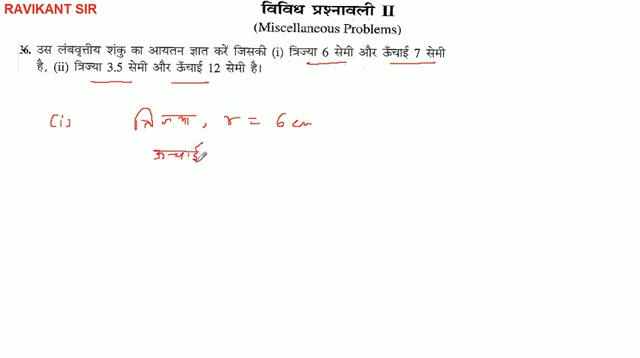 RAVIKANT SIR
विविध प्रश्नावली II
(Miscellaneous Problems)
36. उस लंबवृत्तीय शंकु का आयतन ज्ञात करें जिसकी (i) त्रिज्या 6 सेमी और ऊँचाई 7 सेमी
है, (ii) त्रिज्या 3.5 सेमी और ऊँचाई 12 सेमी है।
(i) त्रिज्या, r = 6 cm
ऊंचाई